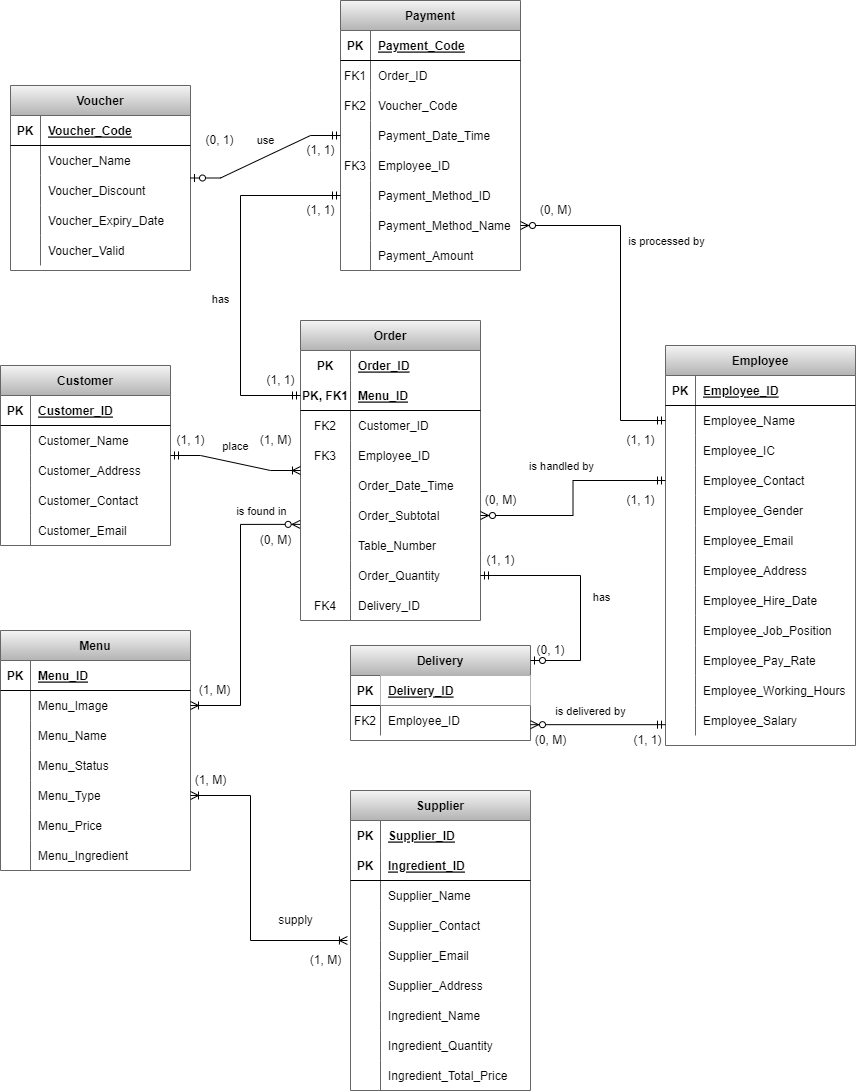 Payment
PK Payment_Code
FK1 Order_ID
FK2 Voucher_Code
Payment_Date_Time
FK3 Employee_ID
Payment_Method_ID
Payment_Method_Name
Payment_Amount
Voucher
PK Voucher_Code
Voucher_Name
Voucher_Discount
Voucher_Expiry_Date
Voucher_Valid
(0, 1)
use
(1, 1)
(1, 1)
has
(1, 1)
(0, M)
is processed by
(1, 1)
Order
PK Order_ID
PK, FK1 Menu_ID
FK2 Customer_ID
FK3 Employee_ID
Order_Date_Time
Order_Subtotal
Table_Number
Order_Quantity
FK4 Delivery_ID
Customer
PK Customer_ID
Customer_Name
Customer_Address
Customer_Contact
Customer_Email
(1, 1)
place
(1, M)
is found in
(0, M)
(1, M)
is handled by
(0, M)
(1, 1)
(1, 1)
has
(0, 1)
Employee
PK Employee_ID
Employee_Name
Employee_IC
Employee_Contact
Employee_Gender
Employee_Email
Employee_Address
Employee_Hire_Date
Employee_Job_Position
Employee_Pay_Rate
Employee_Working_Hours
Employee_Salary
Menu
PK Menu_ID
Menu_Image
Menu_Name
Menu_Status
Menu_Type
Menu_Price
Menu_Ingredient
Delivery
PK Delivery_ID
FK2 Employee_ID
is delivered by
(0, M)
(1, 1)
(1, M)
supply
(1, M)
Supplier
PK Supplier_ID
PK Ingredient_ID
Supplier_Name
Supplier_Contact
Supplier_Email
Supplier_Address
Ingredient_Name
Ingredient_Quantity
Ingredient_Total_Price